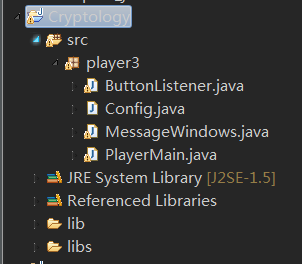 Cryptology
src
player3
ButtonListener.java
Config.java
MessageWindows.java
PlayerMain.java
JRE System Library [J2SE-1.5]
Referenced Libraries
lib
libs